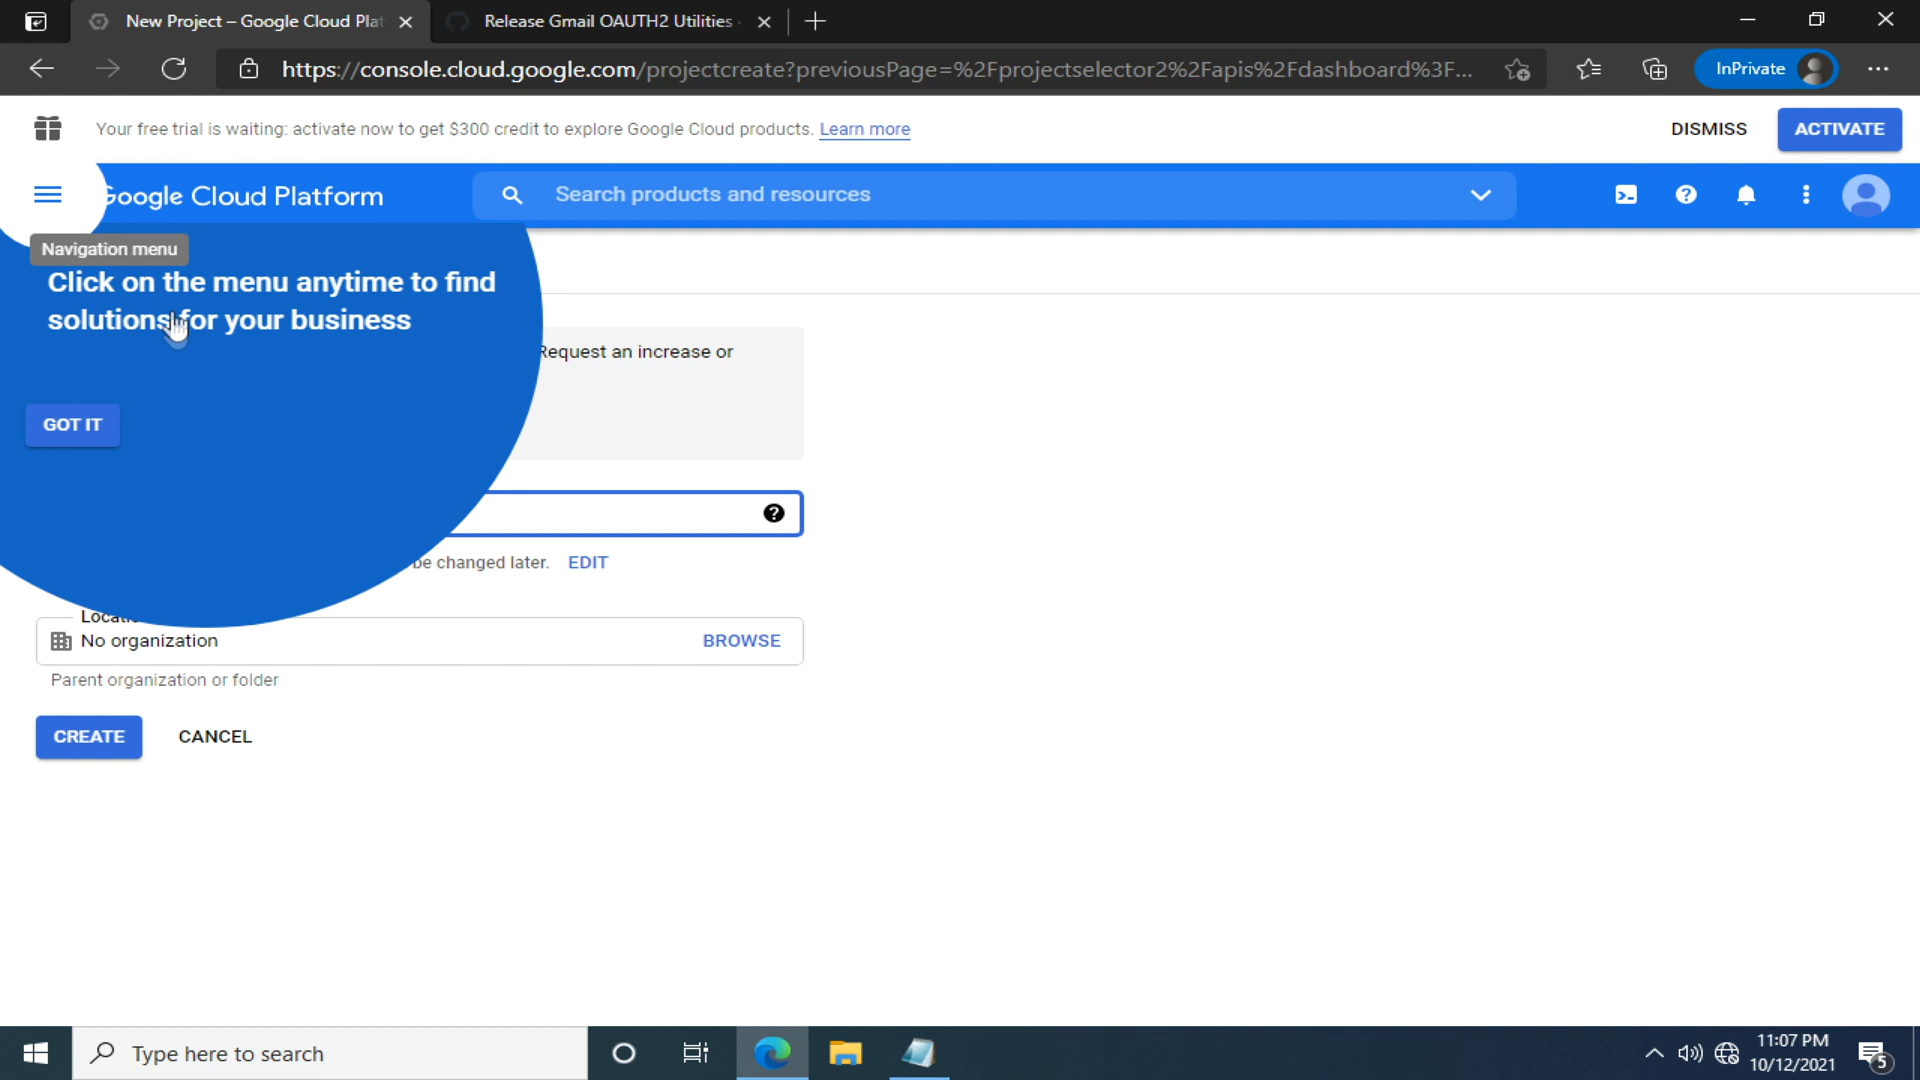 New Project – Google Cloud Plat
Release Gmail OAUTH2 Utilities
https://console.cloud.google.com/projectcreate?previousPage=%2Fprojectselector2%2Fapis%2Fdashboard%3F...
InPrivate
Your free trial is waiting: activate now to get $300 credit to explore Google Cloud products. Learn more
DISMISS
ACTIVATE
Google Cloud Platform
Search products and resources
Navigation menu
Click on the menu anytime to find
solutions for your business
Request an increase or
GOT IT
be changed later. EDIT
No organization
BROWSE
Parent organization or folder
CREATE
CANCEL
Type here to search
11:07 PM
10/12/2021
5